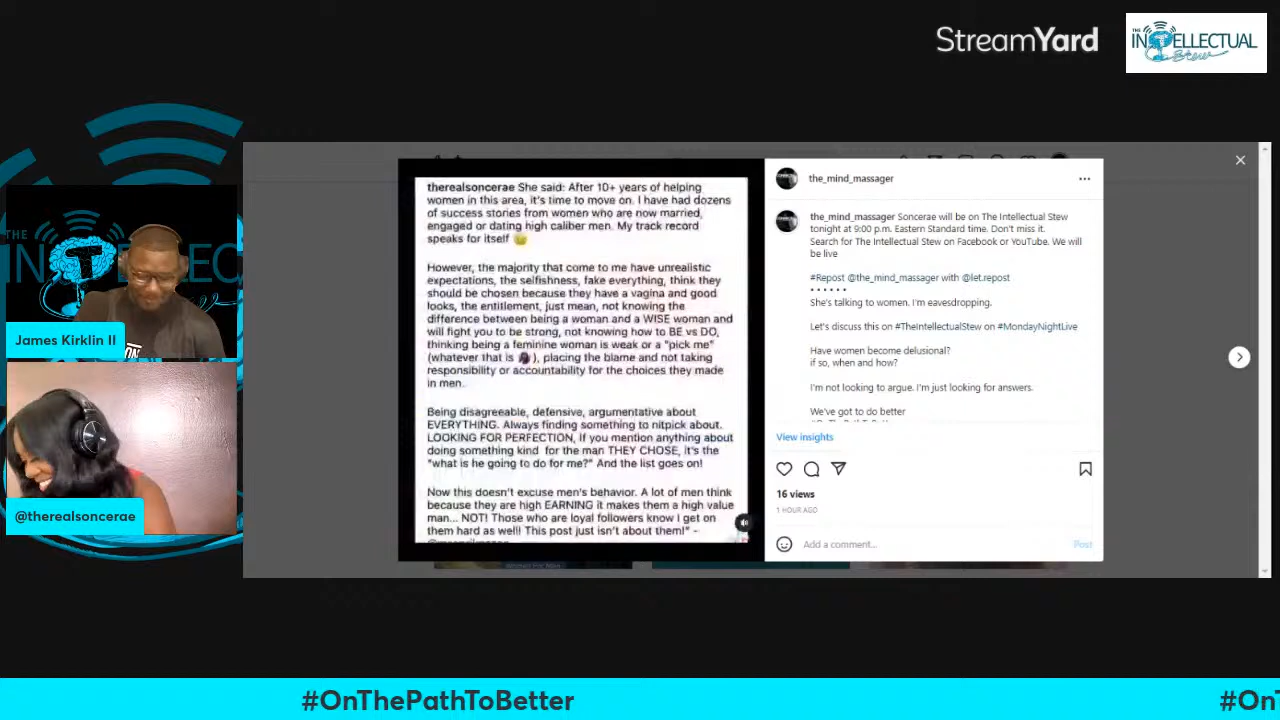 StreamYard
THE
INTELLECTUAL
Stew
THE
INTELLEC
James Kirklin II
@therealsoncerae
therealsoncerae She said: After 10+ years of helping
women in this area, it's time to move on. I have had dozens
of success stories from women who are now married,
engaged or dating high caliber men. My track record
speaks for itself
However, the majority that come to me have unrealistic
expectations, the selfishness, fake everything, think they
should be chosen because they have a vagina and good
looks, the entitlement, just mean, not knowing the
difference between being a woman and a WISE woman and
will fight you to be strong, not knowing how to BE vs DO,
thinking being a feminine woman is weak or a "pick me"
(whatever that is 🤷🏿‍♀️), placing the blame and not taking
responsibility or accountability for the choices they made
in men.
Being disagreeable, defensive, argumentative about
EVERYTHING. Always finding something to nitpick about.
LOOKING FOR PERFECTION, if you mention anything about
doing something kind for the man THEY CHOSE, it's the
"what is he going to do for me?" And the list goes on!
Now this doesn't excuse men's behavior. A lot of men think
because they are high EARNING it makes them a high value
man... NOT! Those who are loyal followers know I get on
them hard as well! This post just isn't about them!" -
the_mind_massager
the_mind_massager Soncerae will be on The Intellectual Stew
tonight at 9:00 p.m. Eastern Standard time. Don't miss it.
Search for The Intellectual Stew on Facebook or YouTube. We will
be live
#Repost @the_mind_massager with @let.repost
• • • • • •
She's talking to women. I'm eavesdropping.
Let's discuss this on #TheIntellectualStew on #MondayNightLive
Have women become delusional?
if so, when and how?
I'm not looking to argue. I'm just looking for answers.
We've got to do better
View insights
16 views
1 HOUR AGO
Add a comment...
Post
#OnThePathToBetter
#OnT